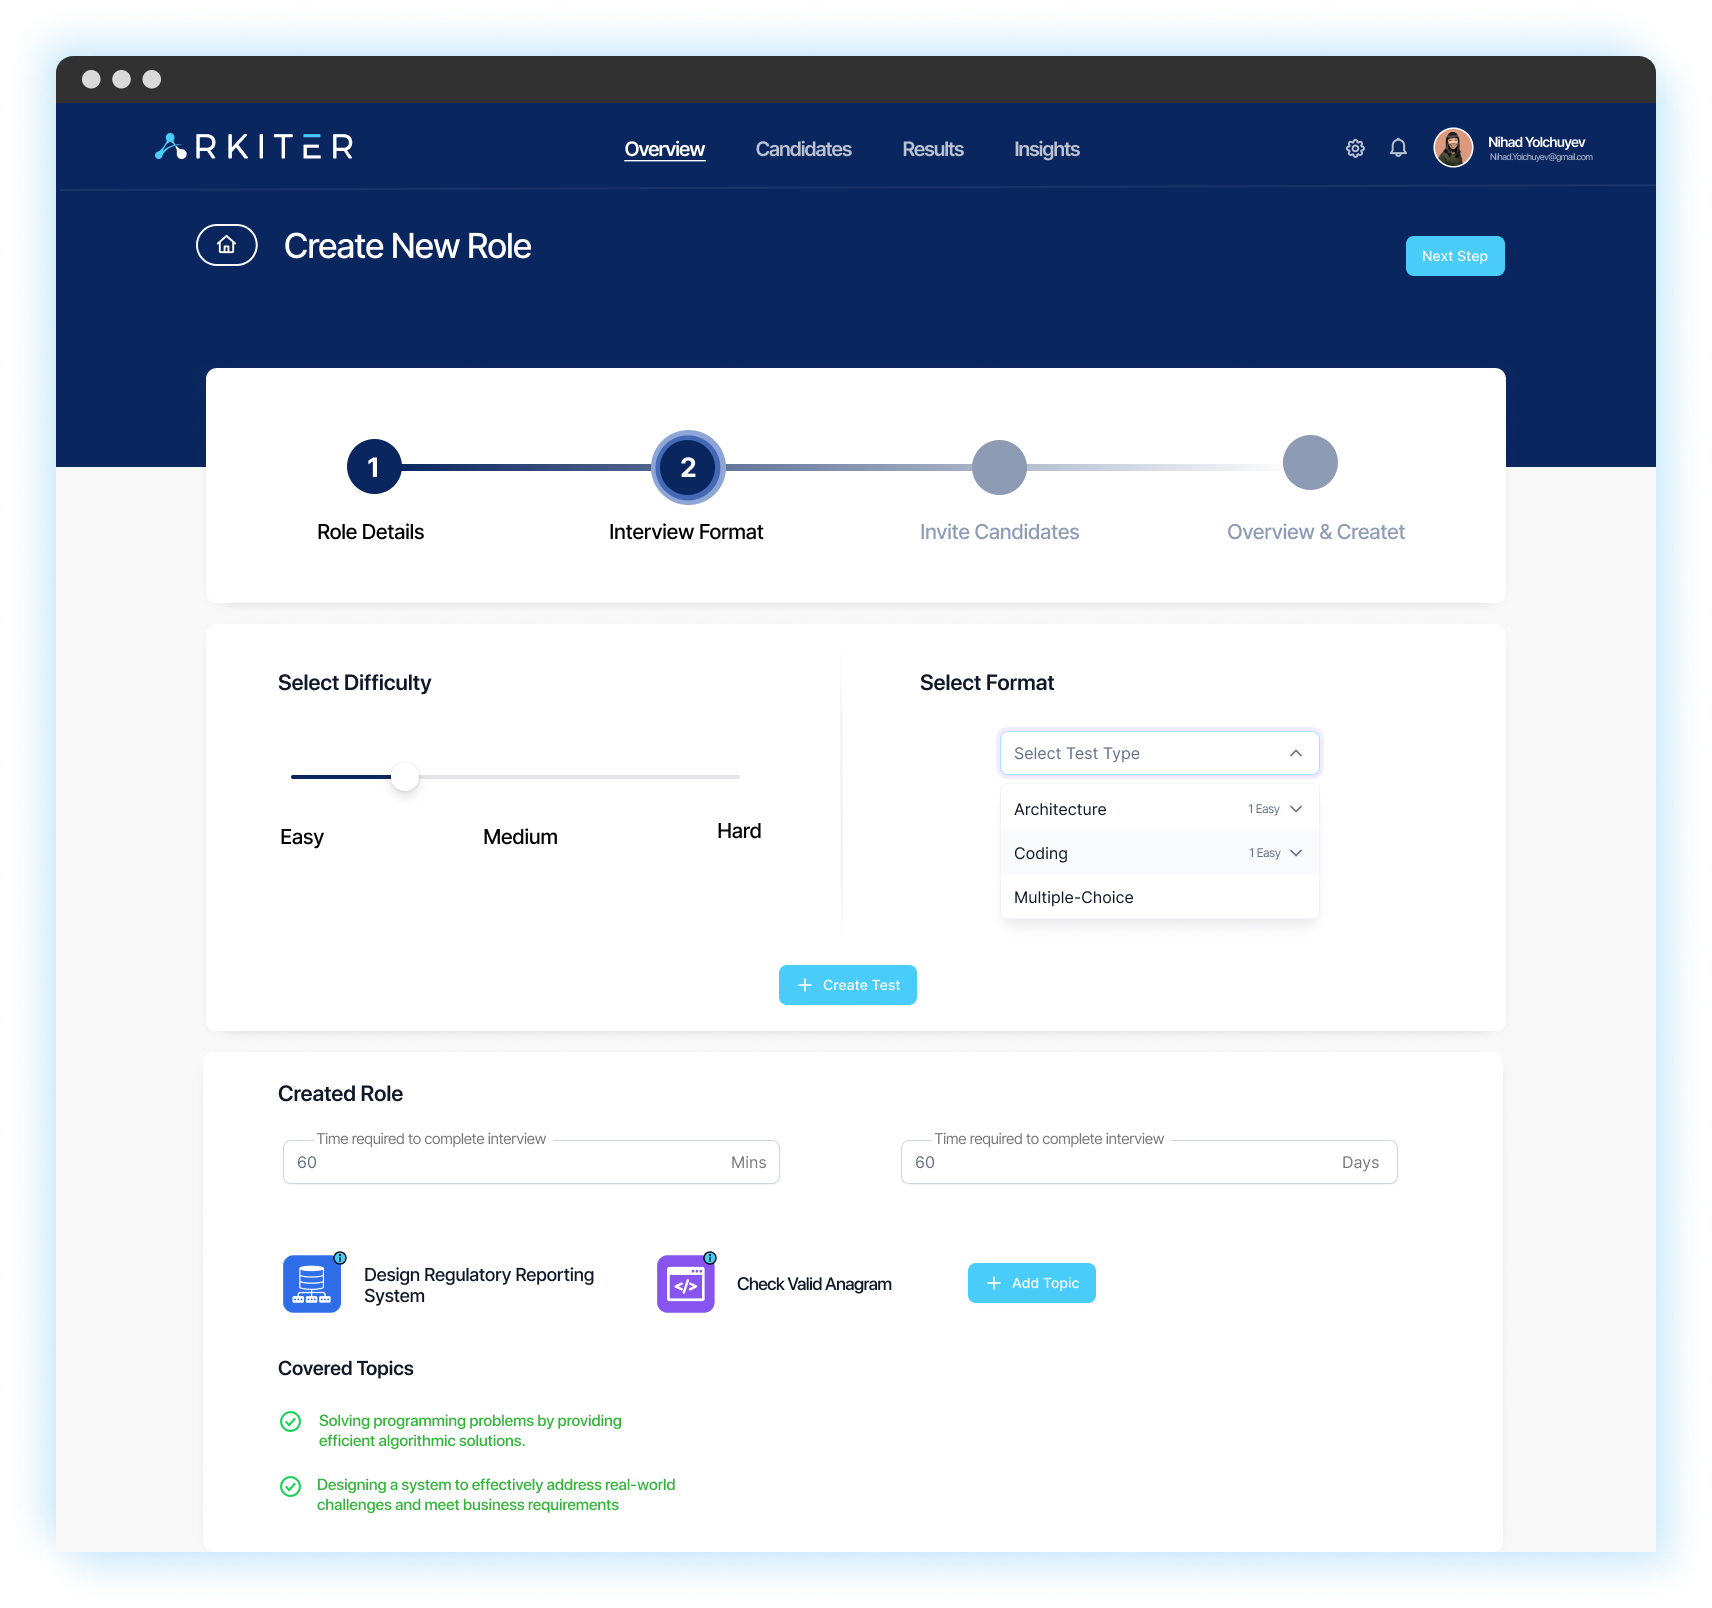 ARKITER
Overview Candidates Results Insights
Nihad Yolchuyev
Nihad.Yolchuyev@gmail.com
Create New Role
Next Step
1 2
Role Details Interview Format Invite Candidates Overview & Createt
Select Difficulty
Easy Medium Hard
Select Format
Select Test Type
Architecture 1 Easy
Coding 1 Easy
Multiple-Choice
+ Create Test
Created Role
Time required to complete interview
60 Mins
Time required to complete interview
60 Days
Design Regulatory Reporting
System
</>
Check Valid Anagram
+ Add Topic
Covered Topics
Solving programming problems by providing
efficient algorithmic solutions.
Designing a system to effectively address real-world
challenges and meet business requirements